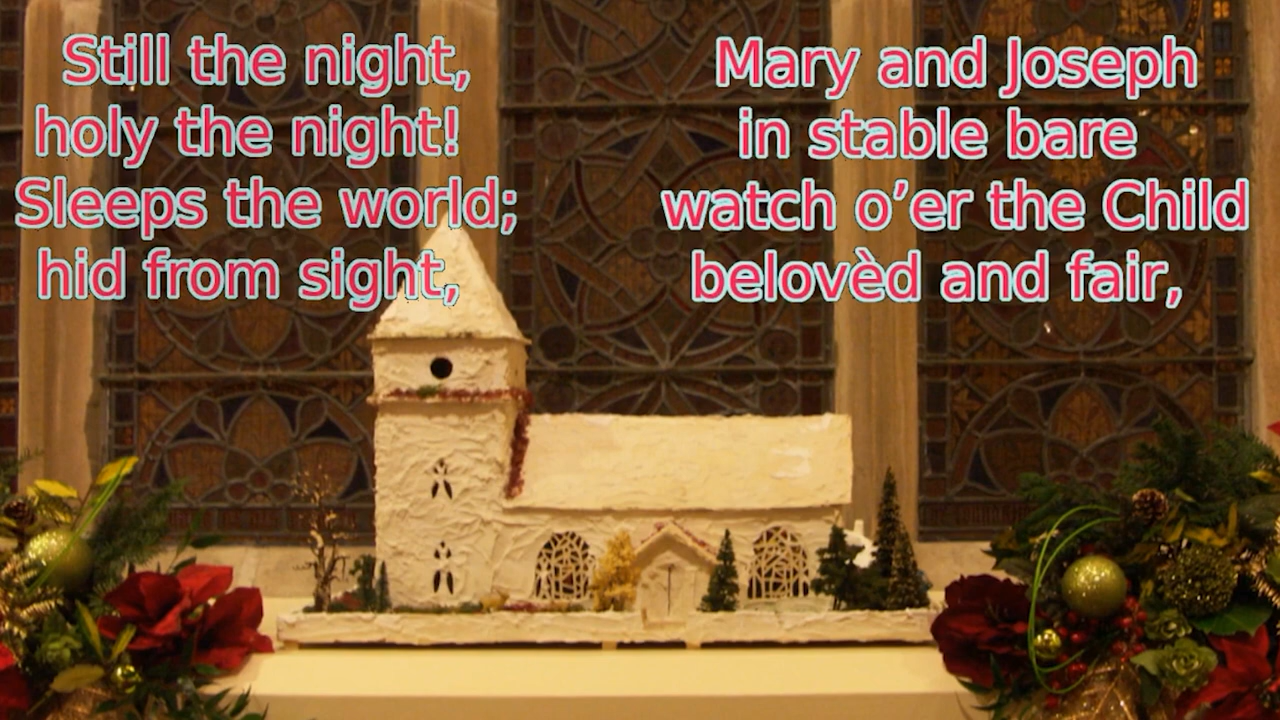 Still the night,
holy the night!
Sleeps the world;
hid from sight,
Mary and Joseph
in stable bare
watch o’er the Child
belovèd and fair,